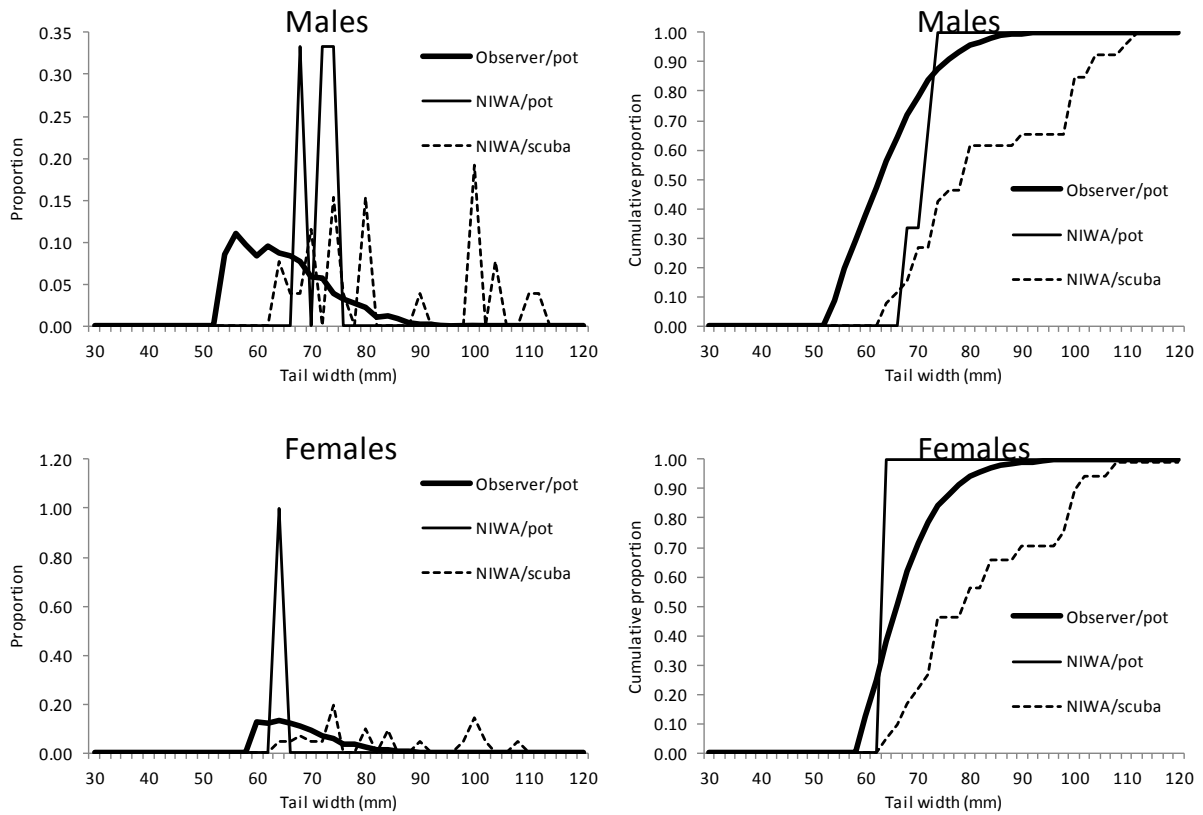 Males
0.35
0.30
0.25
0.20
0.15
0.10
0.05
0.00
Proportion
Observer/pot
NIWA/pot
NIWA/scuba
30 40 50 60 70 80 90 100 110 120
Tail width (mm)
Males
1.00
0.90
0.80
0.70
0.60
0.50
0.40
0.30
0.20
0.10
0.00
Cumulative proportion
Observer/pot
NIWA/pot
NIWA/scuba
30 40 50 60 70 80 90 100 110 120
Tail width (mm)
Females
1.20
1.00
0.80
0.60
0.40
0.20
0.00
Proportion
Observer/pot
NIWA/pot
NIWA/scuba
30 40 50 60 70 80 90 100 110 120
Tail width (mm)
Females
1.00
0.90
0.80
0.70
0.60
0.50
0.40
0.30
0.20
0.10
0.00
Cumulative proportion
Observer/pot
NIWA/pot
NIWA/scuba
30 40 50 60 70 80 90 100 110 120
Tail width (mm)